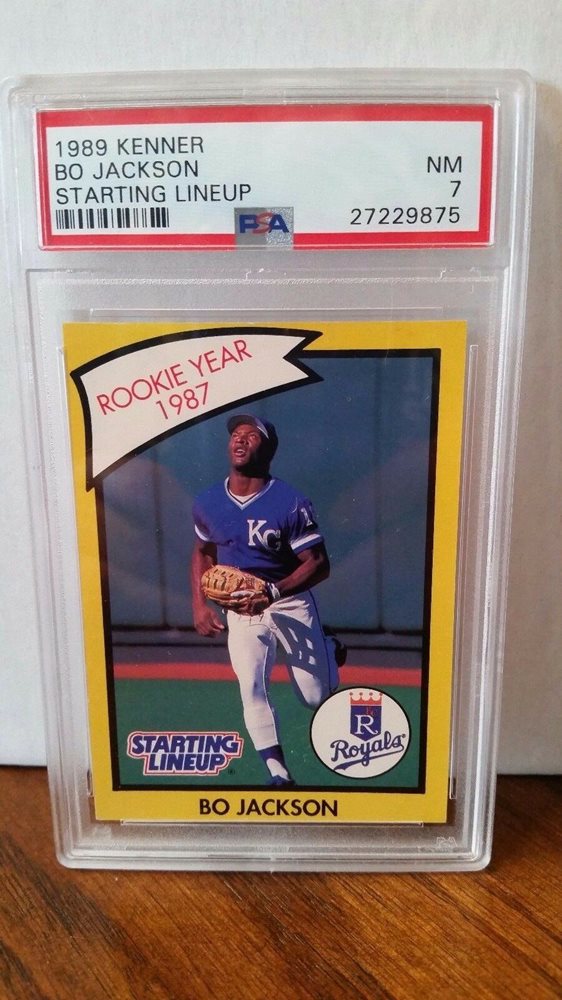 1989 KENNER
BO JACKSON
STARTING LINEUP
NM
7
PSA
27229875
ROOKIE YEAR
1987
KC
R
Royals
STARTING
LINEUP®
BO JACKSON